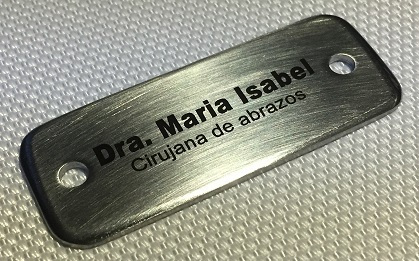 Dra. Maria Isabel
Cirujana de abrazos